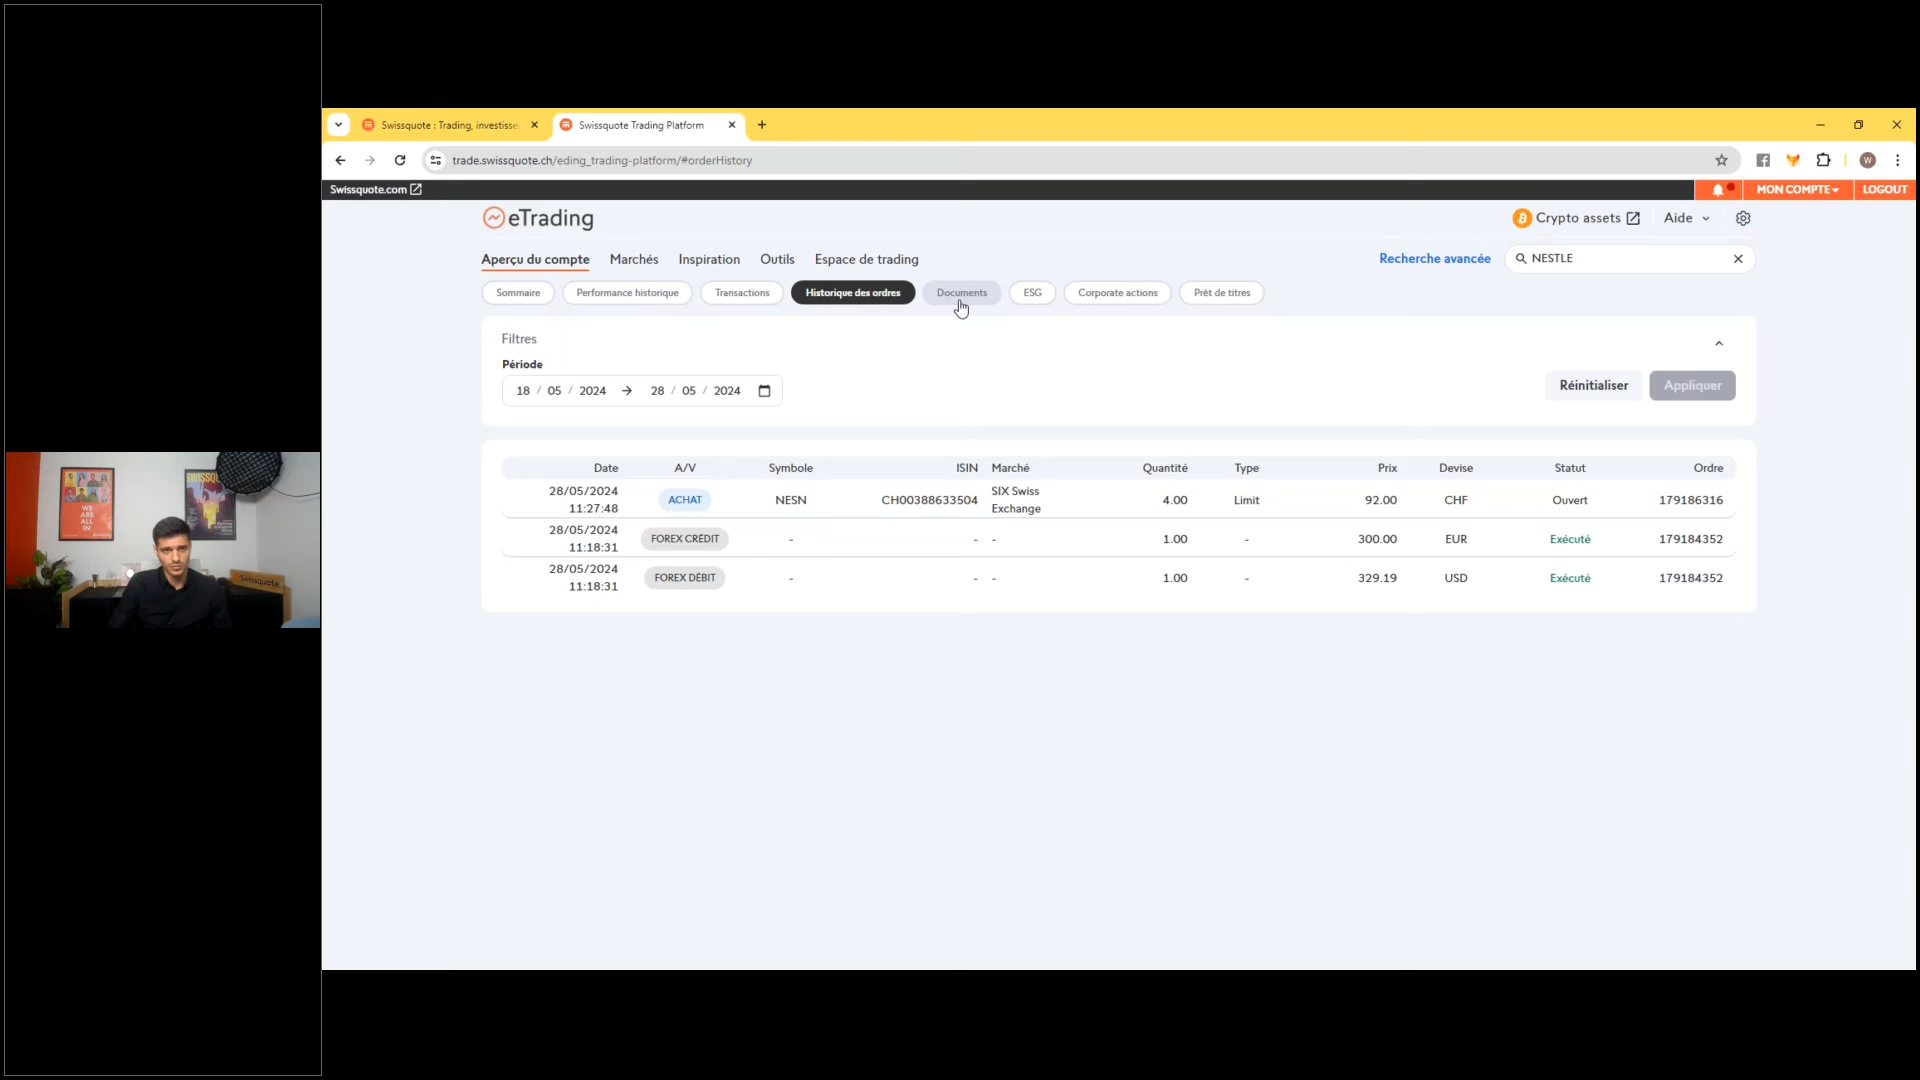 Swissquote : Trading, investisse
Swissquote Trading Platform
trade.swissquote.ch/eding_trading-platform/#orderHistory
W
Swissquote.com
MON COMPTE
LOGOUT
eTrading
Crypto assets
Aide
Aperçu du compte
Marchés
Inspiration
Outils
Espace de trading
Recherche avancée
NESTLE
Sommaire
Performance historique
Transactions
Historique des ordres
Documents
ESG
Corporate actions
Prêt de titres
Filtres
Période
18 / 05 / 2024 → 28 / 05 / 2024
Réinitialiser
Appliquer
Date A/V Symbole ISIN Marché Quantité Type Prix Devise Statut Ordre
28/05/2024 11:27:48 ACHAT NESN CH00388633504 SIX Swiss Exchange 4.00 Limit 92.00 CHF Ouvert 179186316
28/05/2024 11:18:31 FOREX CRÉDIT - - - 1.00 - 300.00 EUR Exécuté 179184352
28/05/2024 11:18:31 FOREX DÉBIT - - - 1.00 - 329.19 USD Exécuté 179184352
WE
ARE
ALL
IN
SWISSQ
Swissquote